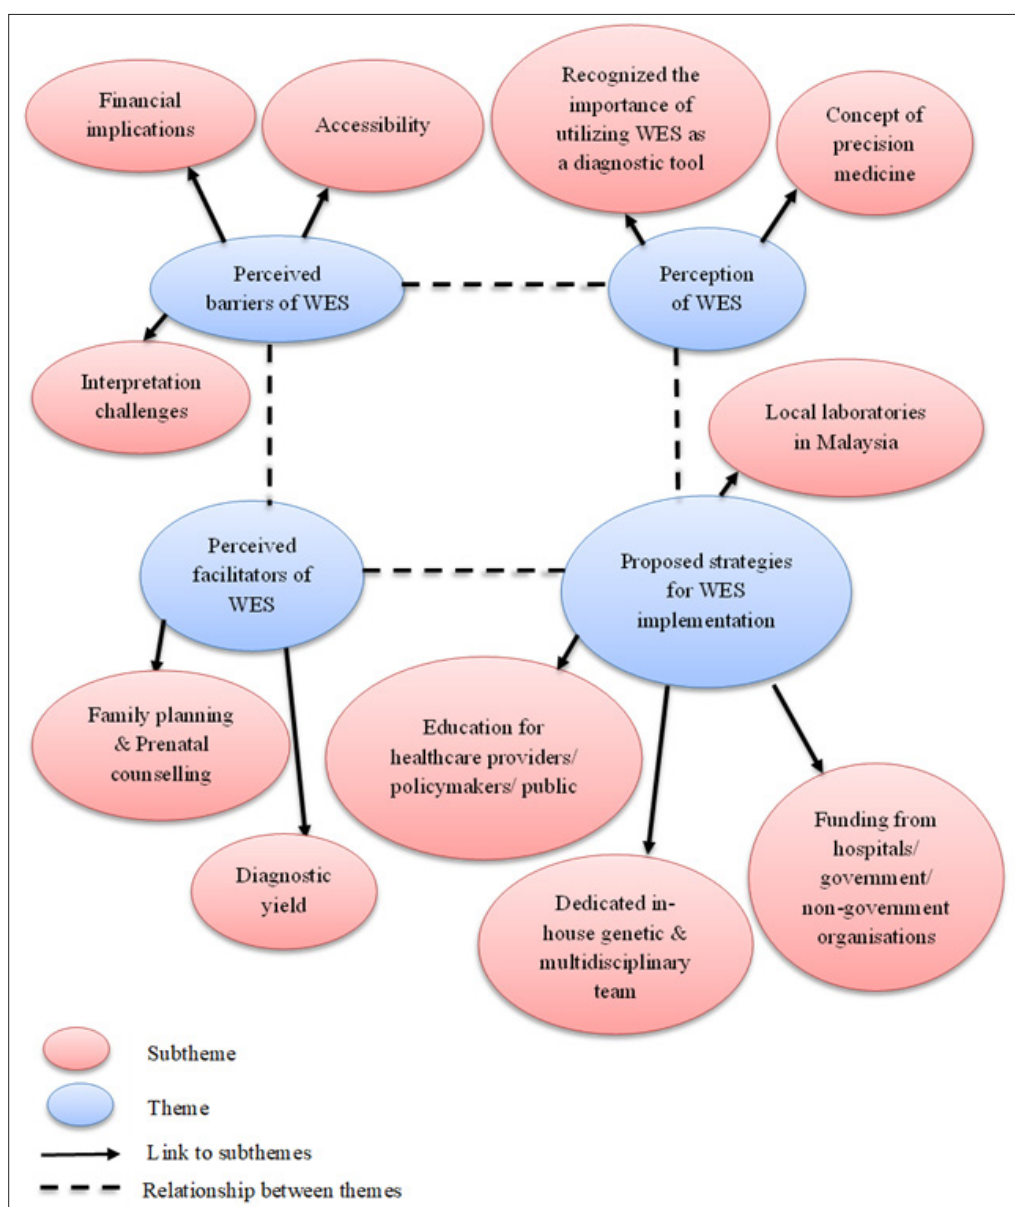 Financial
implications
Accessibility
Recognized the
importance of
utilizing WES as
a diagnostic tool
Concept of
precision
medicine
Perceived
barriers of WES
Perception
of WES
Interpretation
challenges
Local laboratories
in Malaysia
Perceived
facilitators of
WES
Proposed strategies
for WES
implementation
Family planning
& Prenatal
counselling
Education for
healthcare providers/
policymakers/ public
Funding from
hospitals/
government/
non-government
organisations
Diagnostic
yield
Dedicated in-
house genetic &
multidisciplinary
team
Subtheme
Theme
Link to subthemes
Relationship between themes